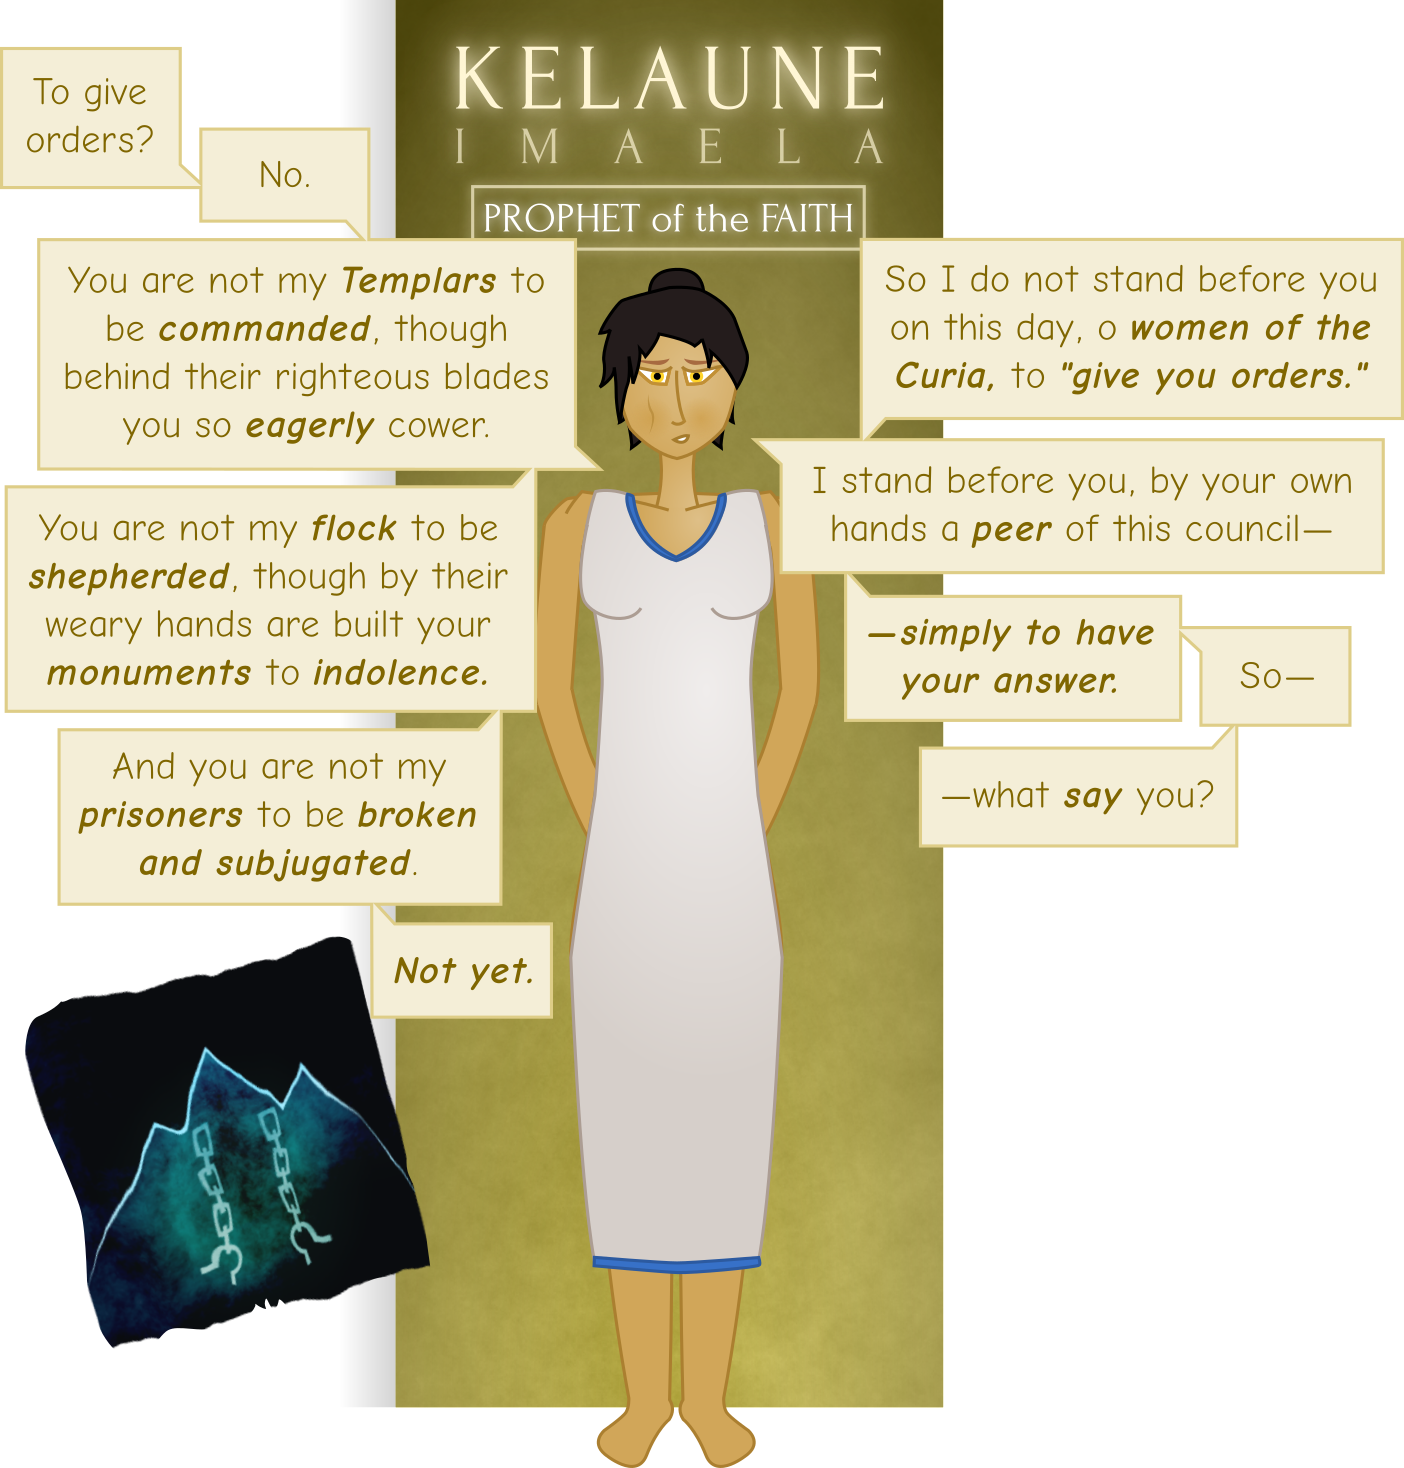 KELAUNE
IMAELA
PROPHET of the FAITH
To give
orders?
No.
You are not my Templars to
be commanded, though
behind their righteous blades
you so eagerly cower.
You are not my flock to be
shepherded, though by their
weary hands are built your
monuments to indolence.
And you are not my
prisoners to be broken
and subjugated.
Not yet.
So I do not stand before you
on this day, o women of the
Curia, to "give you orders."
I stand before you, by your own
hands a peer of this council—
—simply to have
your answer.
So—
—what say you?